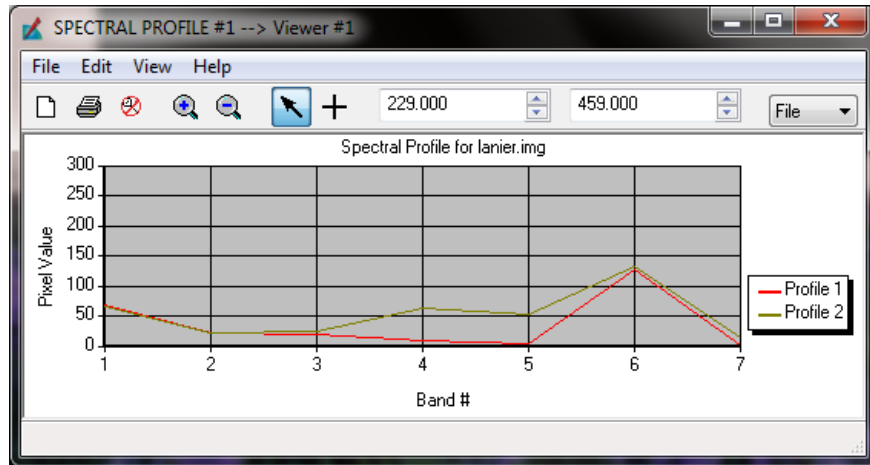 SPECTRAL PROFILE #1 --> Viewer #1
File Edit View Help
229.000 459.000 File
Spectral Profile for lanier.img
Pixel Value
300
250
200
150
100
50
0
1 2 3 4 5 6 7
Band #
Profile 1
Profile 2